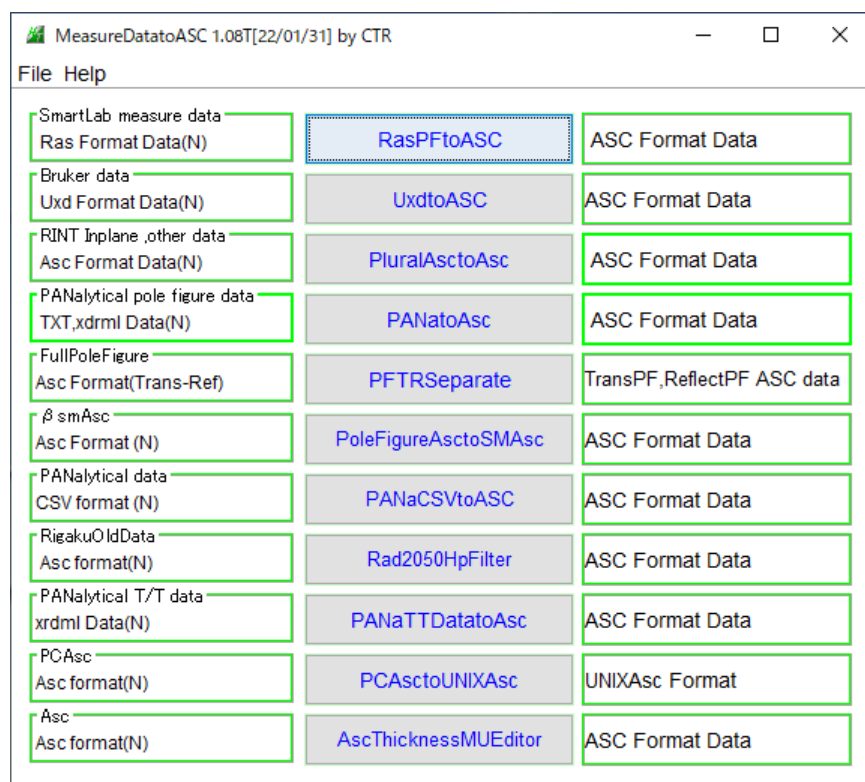 MeasureDatatoASC 1.08T[22/01/31] by CTR
File Help
SmartLab measure data
Ras Format Data(N)
RasPFtoASC
ASC Format Data
Bruker data
Uxd Format Data(N)
UxdtoASC
ASC Format Data
RINT Inplane ,other data
Asc Format Data(N)
PluralAsctoAsc
ASC Format Data
PANalytical pole figure data
TXT,xdrml Data(N)
PANatoAsc
ASC Format Data
FullPoleFigure
Asc Format(Trans-Ref)
PFTRSeparate
TransPF,ReflectPF ASC data
βsmAsc
Asc Format (N)
PoleFigureAsctoSMAsc
ASC Format Data
PANalytical data
CSV format (N)
PANaCSVtoASC
ASC Format Data
RigakuOldData
Asc format(N)
Rad2050HpFilter
ASC Format Data
PANalytical T/T data
xrdml Data(N)
PANaTTDatatoAsc
ASC Format Data
PCAsc
Asc format(N)
PCAsctoUNIXAsc
UNIXAsc Format
Asc
Asc format(N)
AscThicknessMUEditor
ASC Format Data